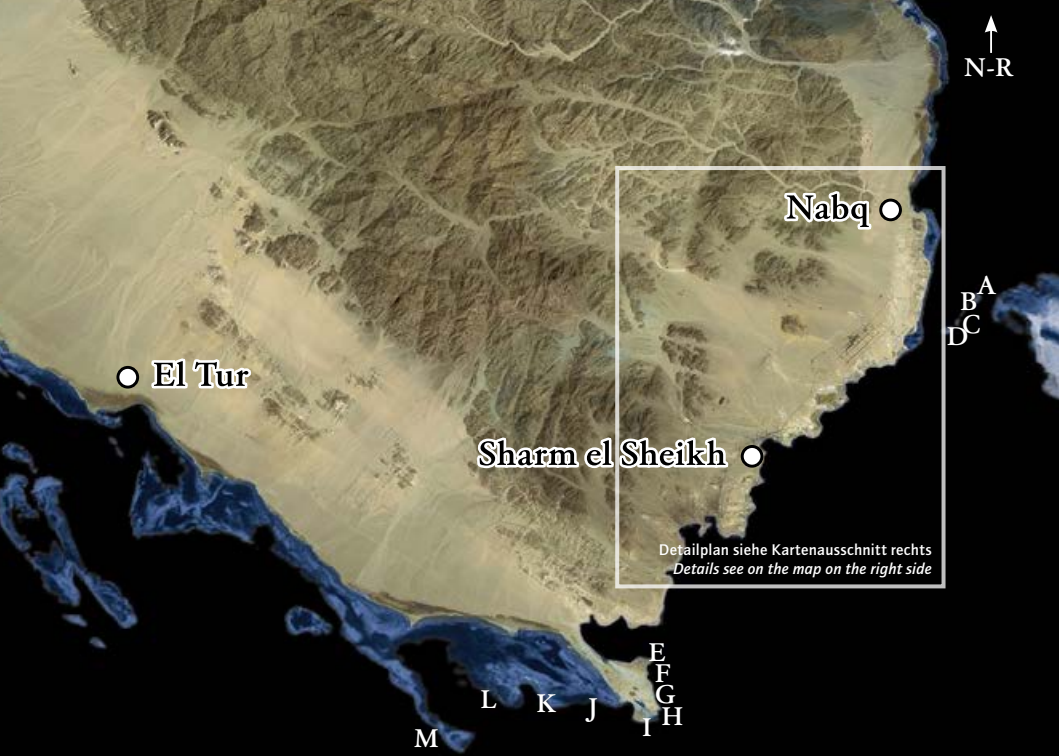 N-R
Nabq
A
B
C
D
El Tur
Sharm el Sheikh
Detailplan siehe Kartenausschnitt rechts
Details see on the map on the right side
E
F
G
H
I
J
K
L
M